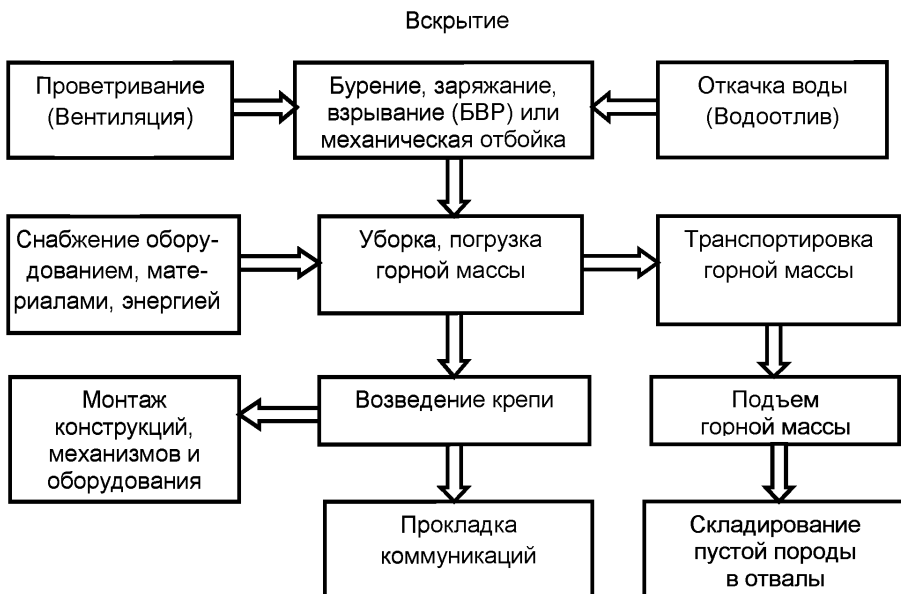 Вскрытие
Проветривание
(Вентиляция)
Бурение, заряжание,
взрывание (БВР) или
механическая отбойка
Откачка воды
(Водоотлив)
Снабжение обору-
дованием, мате-
риалами, энергией
Уборка, погрузка
горной массы
Транспортировка
горной массы
Монтаж
конструкций,
механизмов и
оборудования
Возведение крепи
Подъем
горной массы
Прокладка
коммуникаций
Складирование
пустой породы
в отвалы